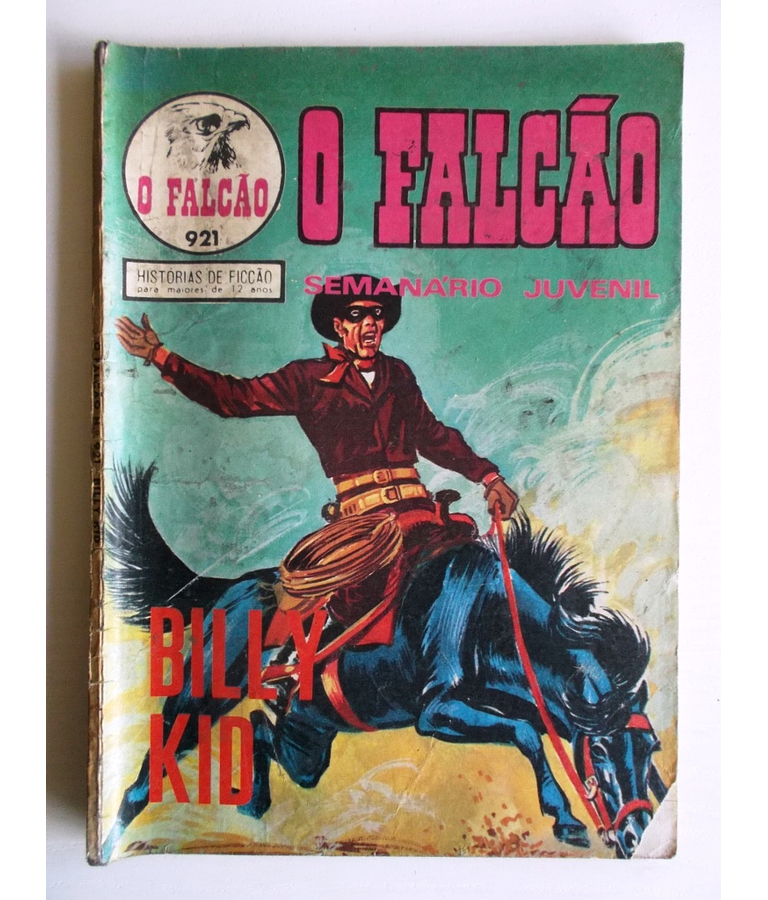 O FALCÃO
921
HISTÓRIAS DE FICÇÃO
para maiores de 12 anos
O FALCÃO
SEMANÁRIO JUVENIL
BILLY
KID